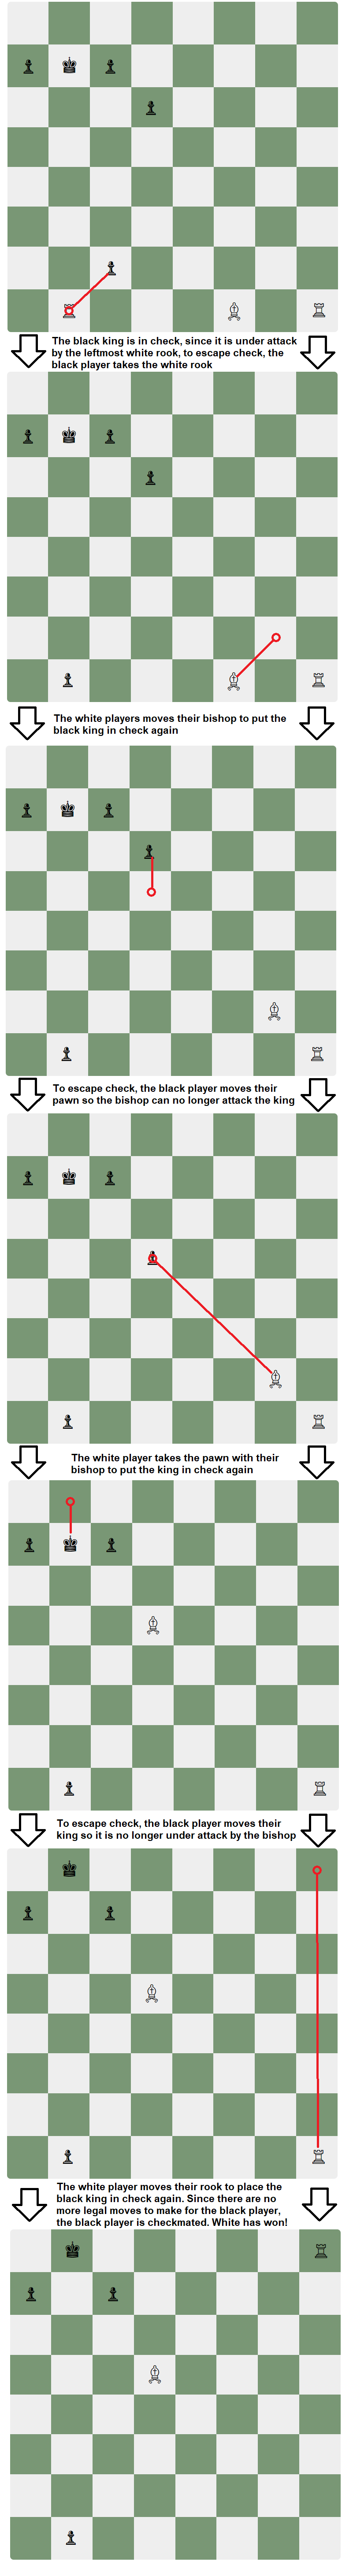 The black king is in check, since it is under attack
by the leftmost white rook, to escape check, the
black player takes the white rook
The white players moves their bishop to put the
black king in check again
To escape check, the black player moves their
pawn so the bishop can no longer attack the king
The white player takes the pawn with their
bishop to put the king in check again
To escape check, the black player moves their
king so it is no longer under attack by the bishop
The white player moves their rook to place the
black king in check again. Since there are no
more legal moves to make for the black player,
the black player is checkmated. White has won!